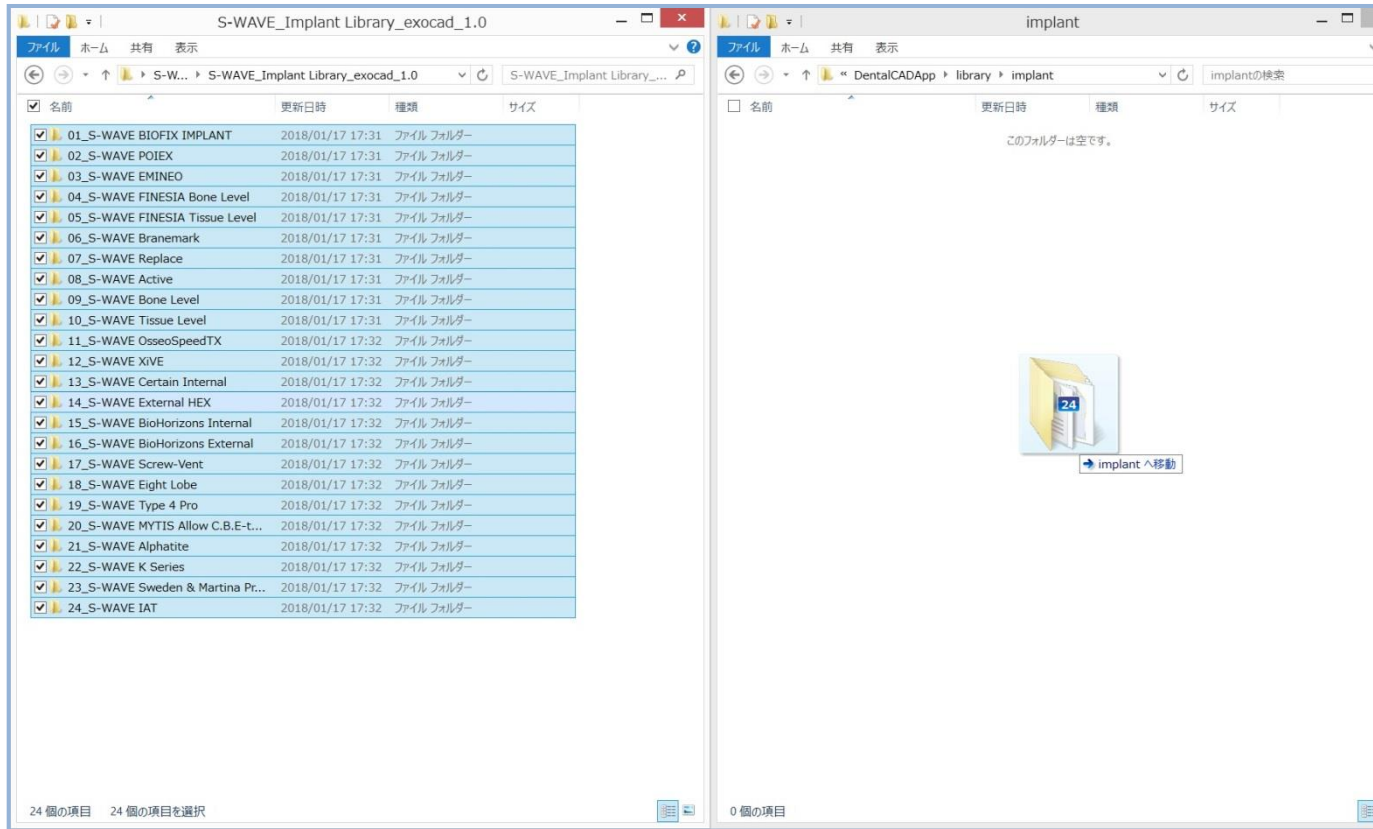 S-WAVE_Implant Library_exocad_1.0
ファイル ホーム 共有 表示
S-W... S-WAVE_Implant Library_exocad_1.0 S-WAVE_Implant Library_...
名前 更新日時 種類 サイズ
01_S-WAVE BIOFIX IMPLANT 2018/01/17 17:31 ファイル フォルダー
02_S-WAVE POIEX 2018/01/17 17:31 ファイル フォルダー
03_S-WAVE EMINEO 2018/01/17 17:31 ファイル フォルダー
04_S-WAVE FINESIA Bone Level 2018/01/17 17:31 ファイル フォルダー
05_S-WAVE FINESIA Tissue Level 2018/01/17 17:31 ファイル フォルダー
06_S-WAVE Branemark 2018/01/17 17:31 ファイル フォルダー
07_S-WAVE Replace 2018/01/17 17:31 ファイル フォルダー
08_S-WAVE Active 2018/01/17 17:31 ファイル フォルダー
09_S-WAVE Bone Level 2018/01/17 17:31 ファイル フォルダー
10_S-WAVE Tissue Level 2018/01/17 17:31 ファイル フォルダー
11_S-WAVE OsseoSpeedTX 2018/01/17 17:32 ファイル フォルダー
12_S-WAVE XiVE 2018/01/17 17:32 ファイル フォルダー
13_S-WAVE Certain Internal 2018/01/17 17:32 ファイル フォルダー
14_S-WAVE External HEX 2018/01/17 17:32 ファイル フォルダー
15_S-WAVE BioHorizons Internal 2018/01/17 17:32 ファイル フォルダー
16_S-WAVE BioHorizons External 2018/01/17 17:32 ファイル フォルダー
17_S-WAVE Screw-Vent 2018/01/17 17:32 ファイル フォルダー
18_S-WAVE Eight Lobe 2018/01/17 17:32 ファイル フォルダー
19_S-WAVE Type 4 Pro 2018/01/17 17:32 ファイル フォルダー
20_S-WAVE MYTIS Allow C.B.E-t... 2018/01/17 17:32 ファイル フォルダー
21_S-WAVE Alphatite 2018/01/17 17:32 ファイル フォルダー
22_S-WAVE K Series 2018/01/17 17:32 ファイル フォルダー
23_S-WAVE Sweden & Martina Pr... 2018/01/17 17:32 ファイル フォルダー
24_S-WAVE IAT 2018/01/17 17:32 ファイル フォルダー
24 個の項目 24 個の項目を選択
implant
ファイル ホーム 共有 表示
« DentalCADApp library implant implantの検索
名前 更新日時 種類 サイズ
このフォルダーは空です。
24
implant へ移動
0 個の項目